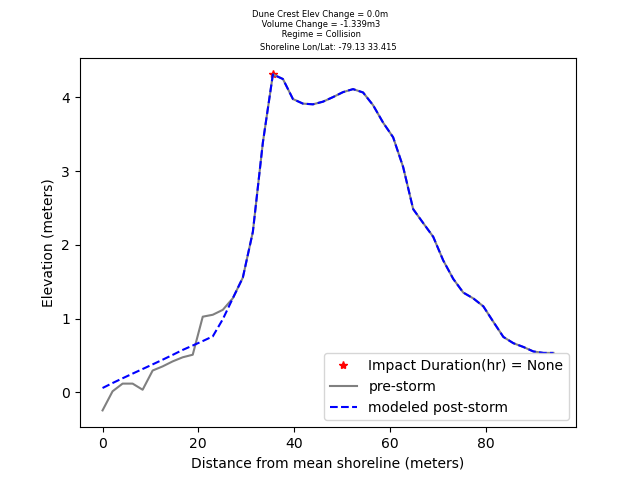 Dune Crest Elev Change = 0.0m
Volume Change = -1.339m3
Regime = Collision
Shoreline Lon/Lat: -79.13 33.415
4
3
2
1
0
Elevation (meters)
Impact Duration(hr) = None
pre-storm
modeled post-storm
0 20 40 60 80
Distance from mean shoreline (meters)